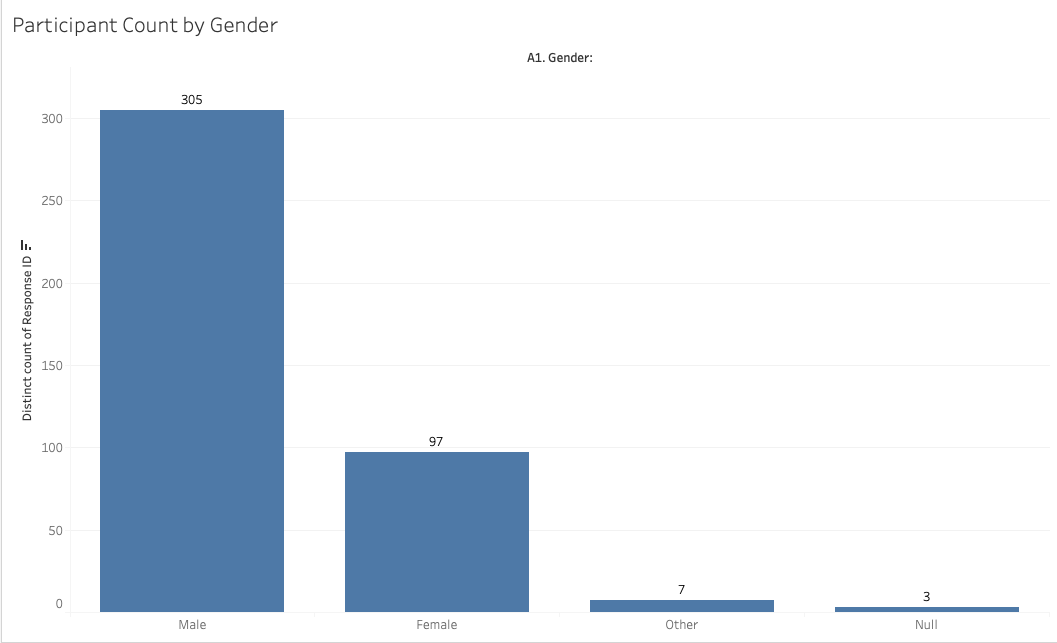 Participant Count by Gender
A1. Gender:
Distinct count of Response ID
300
250
200
150
100
50
0
305
97
7
3
Male
Female
Other
Null